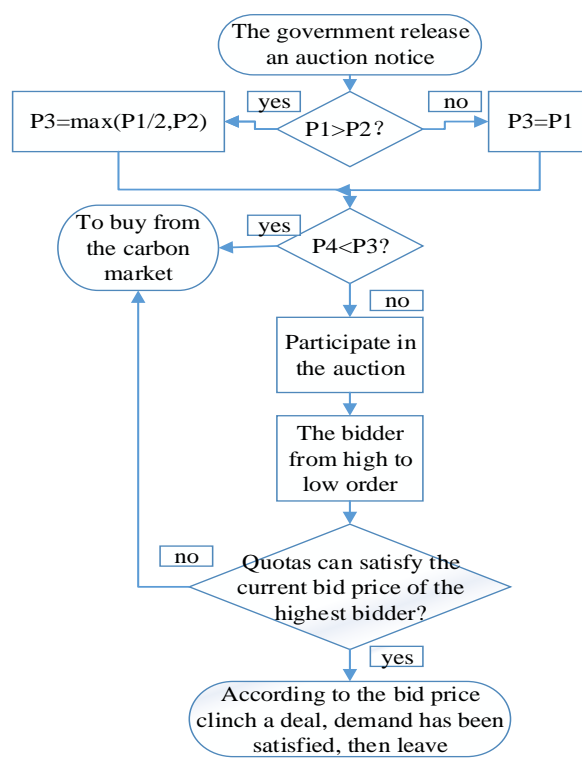 The government release
an auction notice
yes
no
P3=max(P1/2,P2)
P1>P2?
P3=P1
To buy from
the carbon
market
yes
P4<P3?
no
Participate in
the auction
The bidder
from high to
low order
no
Quotas can satisfy the
current bid price of the
highest bidder?
yes
According to the bid price
clinch a deal, demand has been
satisfied, then leave